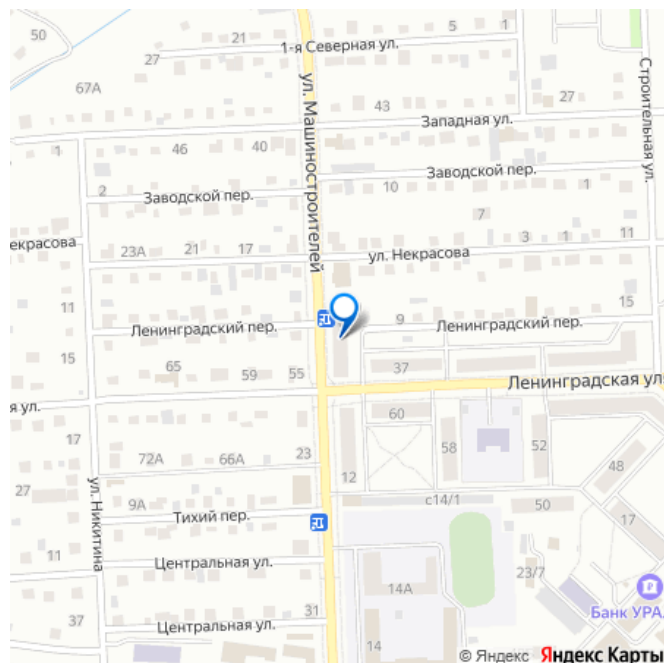 50
21
5
1
1-я Северная ул.
27
67А
ул. Машиностроителей
Строительная ул.
43
27
Западная ул.
1
46
40
Заводской пер.
2
Заводской пер.
10
1
7
некрасова
23А
21
17
ул. Некрасова
3
1
11
11
15
Ленинградский пер.
9
Ленинградский пер.
15
65
59
55
37
Ленинградская ул.
я ул.
60
17
72А
66А
23
58
52
48
27
ул. Никитина
12
9А
с14/1
50
17
Тихий пер.
11
Центральная ул.
14А
23/7
Банк УРА
37
31
Центральная ул.
14
© Яндекс Яндекс Карты